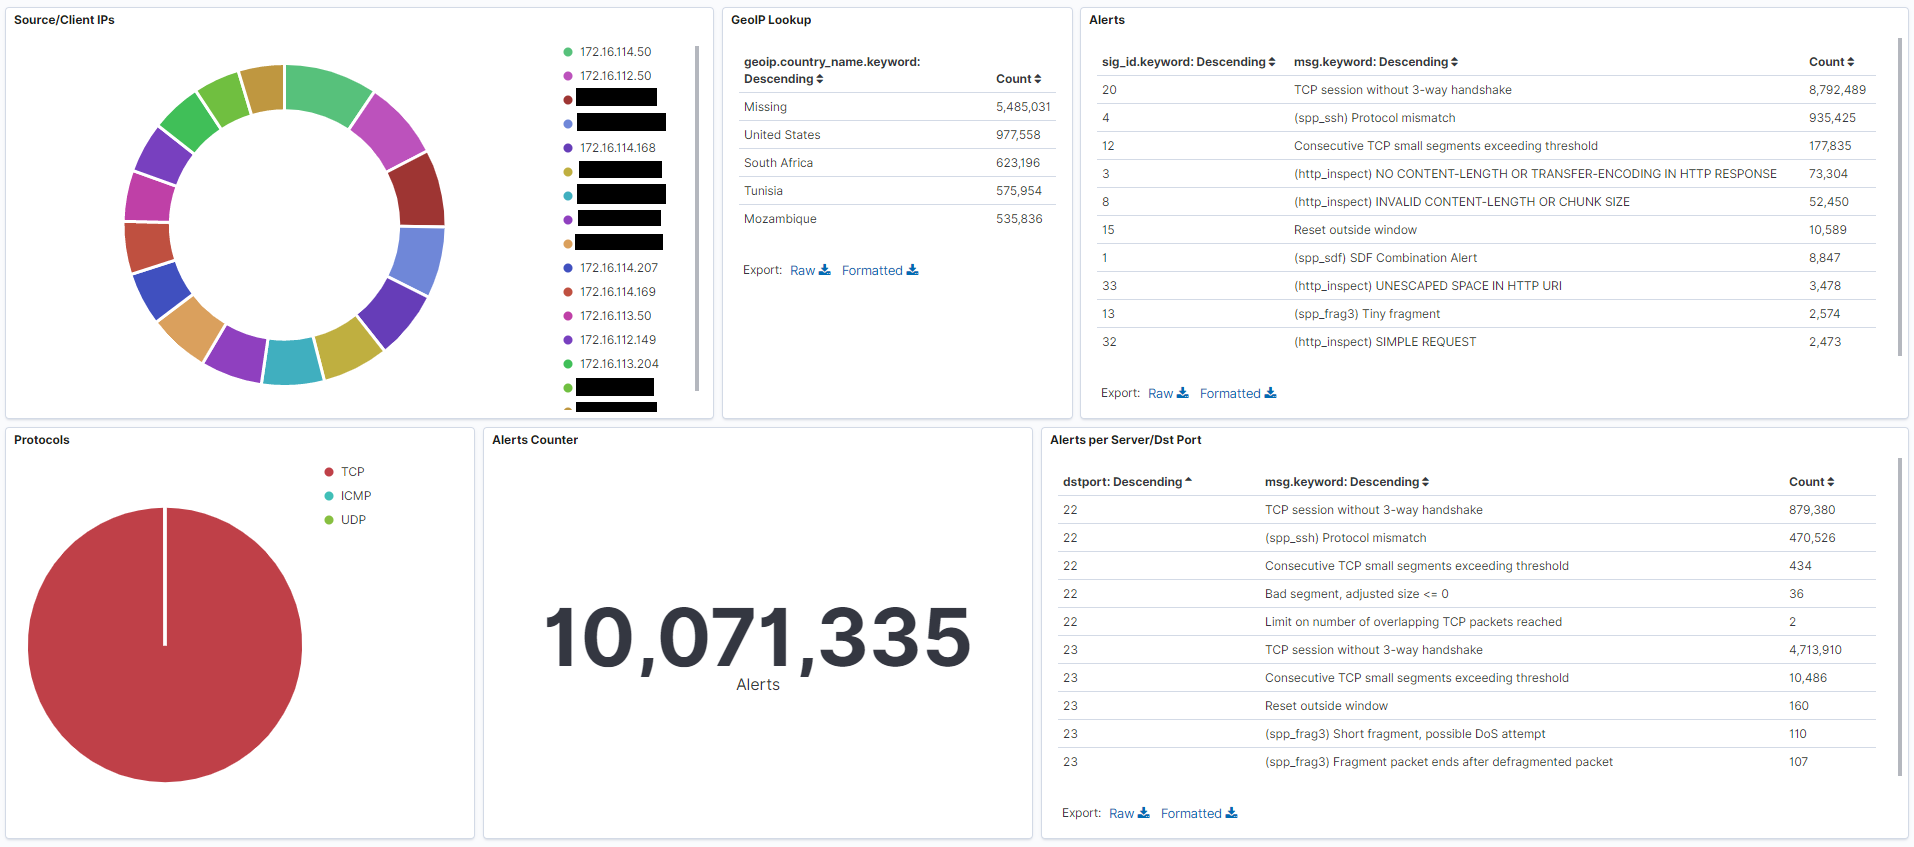 Source/Client IPs
172.16.114.50
172.16.112.50
172.16.114.168
172.16.114.207
172.16.114.169
172.16.113.50
172.16.112.149
172.16.113.204
GeoIP Lookup
geoip.country_name.keyword:
Descending Count
Missing 5,485,031
United States 977,558
South Africa 623,196
Tunisia 575,954
Mozambique 535,836
Export: Raw Formatted
Alerts
sig_id.keyword: Descending msg.keyword: Descending Count
20 TCP session without 3-way handshake 8,792,489
4 (spp_ssh) Protocol mismatch 935,425
12 Consecutive TCP small segments exceeding threshold 177,835
3 (http_inspect) NO CONTENT-LENGTH OR TRANSFER-ENCODING IN HTTP RESPONSE 73,304
8 (http_inspect) INVALID CONTENT-LENGTH OR CHUNK SIZE 52,450
15 Reset outside window 10,589
1 (spp_sdf) SDF Combination Alert 8,847
33 (http_inspect) UNESCAPED SPACE IN HTTP URI 3,478
13 (spp_frag3) Tiny fragment 2,574
32 (http_inspect) SIMPLE REQUEST 2,473
Export: Raw Formatted
Protocols
TCP
ICMP
UDP
Alerts Counter
10,071,335
Alerts
Alerts per Server/Dst Port
dstport: Descending msg.keyword: Descending Count
22 TCP session without 3-way handshake 879,380
22 (spp_ssh) Protocol mismatch 470,526
22 Consecutive TCP small segments exceeding threshold 434
22 Bad segment, adjusted size <= 0 36
22 Limit on number of overlapping TCP packets reached 2
23 TCP session without 3-way handshake 4,713,910
23 Consecutive TCP small segments exceeding threshold 10,486
23 Reset outside window 160
23 (spp_frag3) Short fragment, possible DoS attempt 110
23 (spp_frag3) Fragment packet ends after defragmented packet 107
Export: Raw Formatted